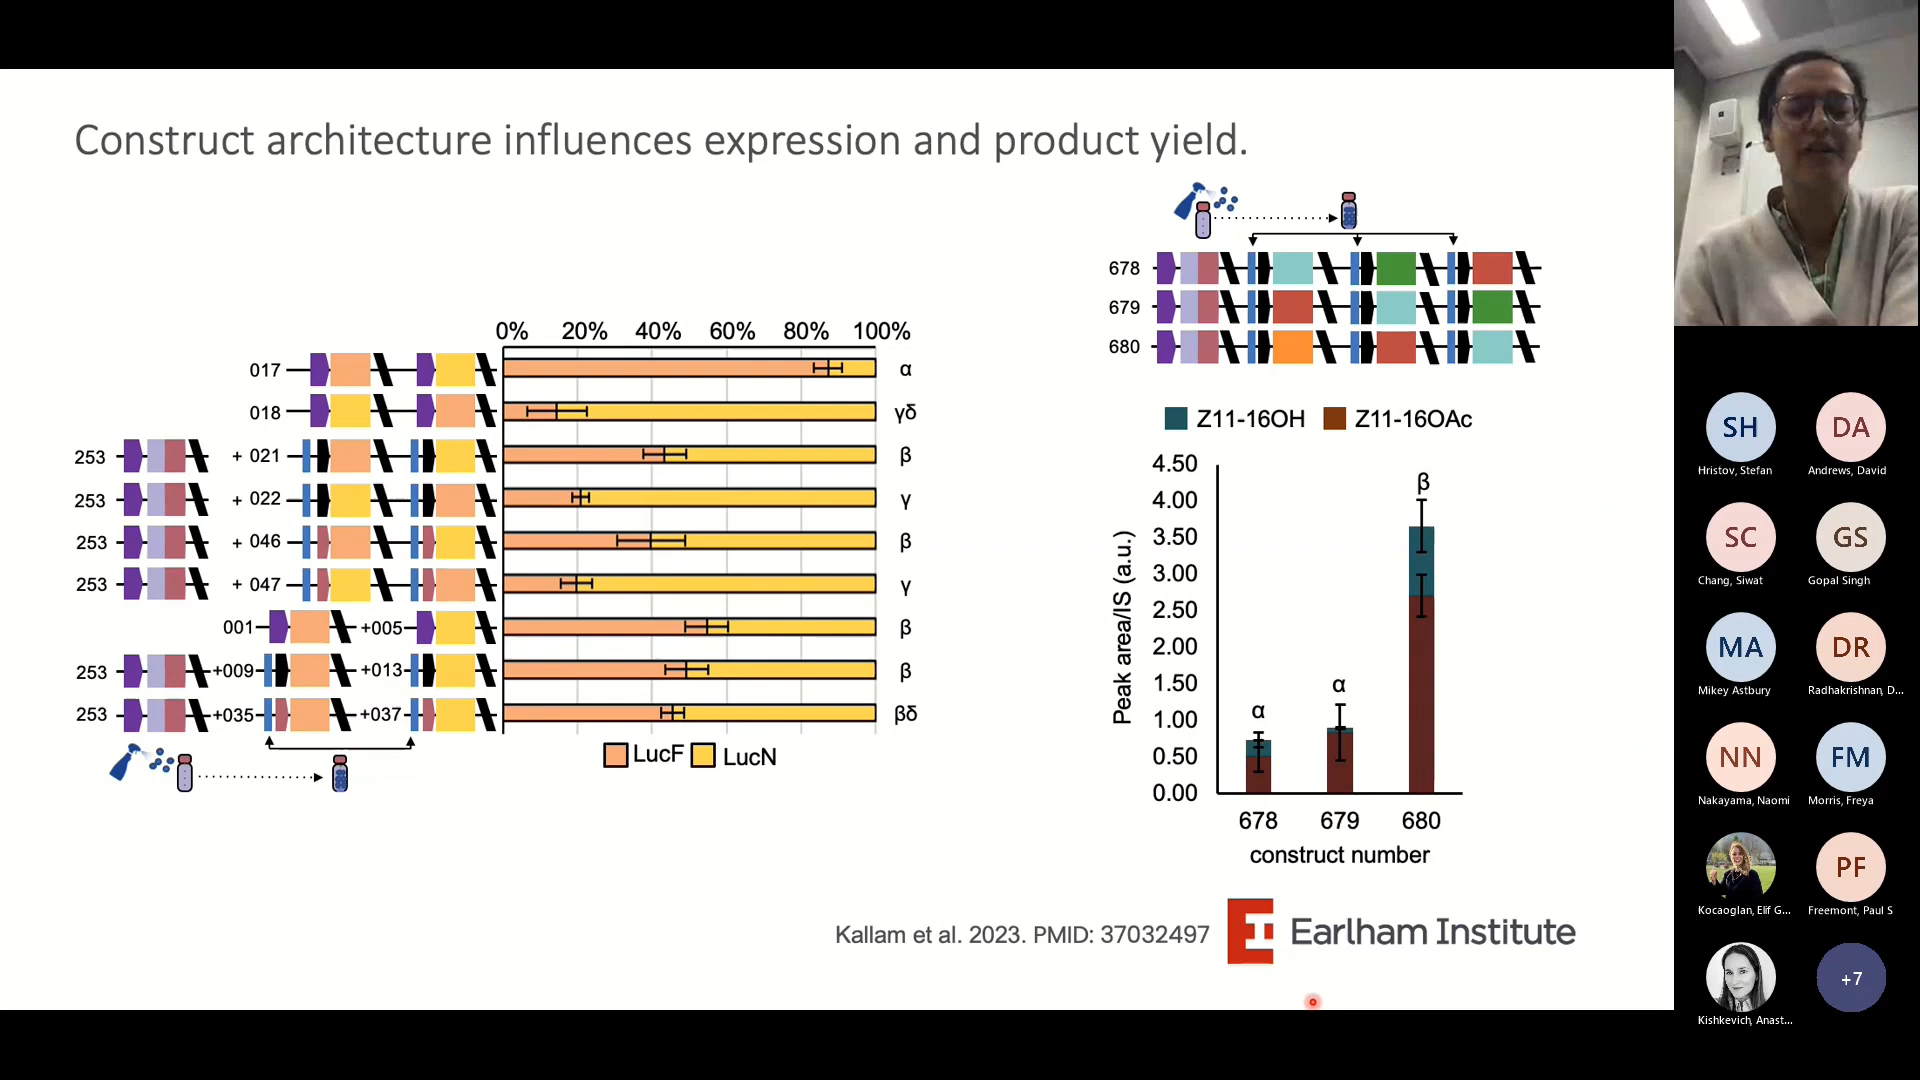 Construct architecture influences expression and product yield.
0% 20% 40% 60% 80% 100%
017 α
018 γδ
253 + 021 β
253 + 022 γ
253 + 046 β
253 + 047 γ
001 +005 β
253 +009 +013 β
253 +035 +037 βδ
LucF LucN
678
679
680
Z11-16OH Z11-16OAc
Peak area/IS (a.u.)
4.50
4.00
3.50
3.00
2.50
2.00
1.50
1.00
0.50
0.00
α α β
678 679 680
construct number
Kallam et al. 2023. PMID: 37032497
Earlham Institute
SH DA
Hristov, Stefan Andrews, David
SC GS
Chang, Siwat Gopal Singh
MA DR
Mikey Astbury Radhakrishnan, D...
NN FM
Nakayama, Naomi Morris, Freya
PF
Kocaoglan, Elif G... Freemont, Paul S
+7
Kishkevich, Anast...